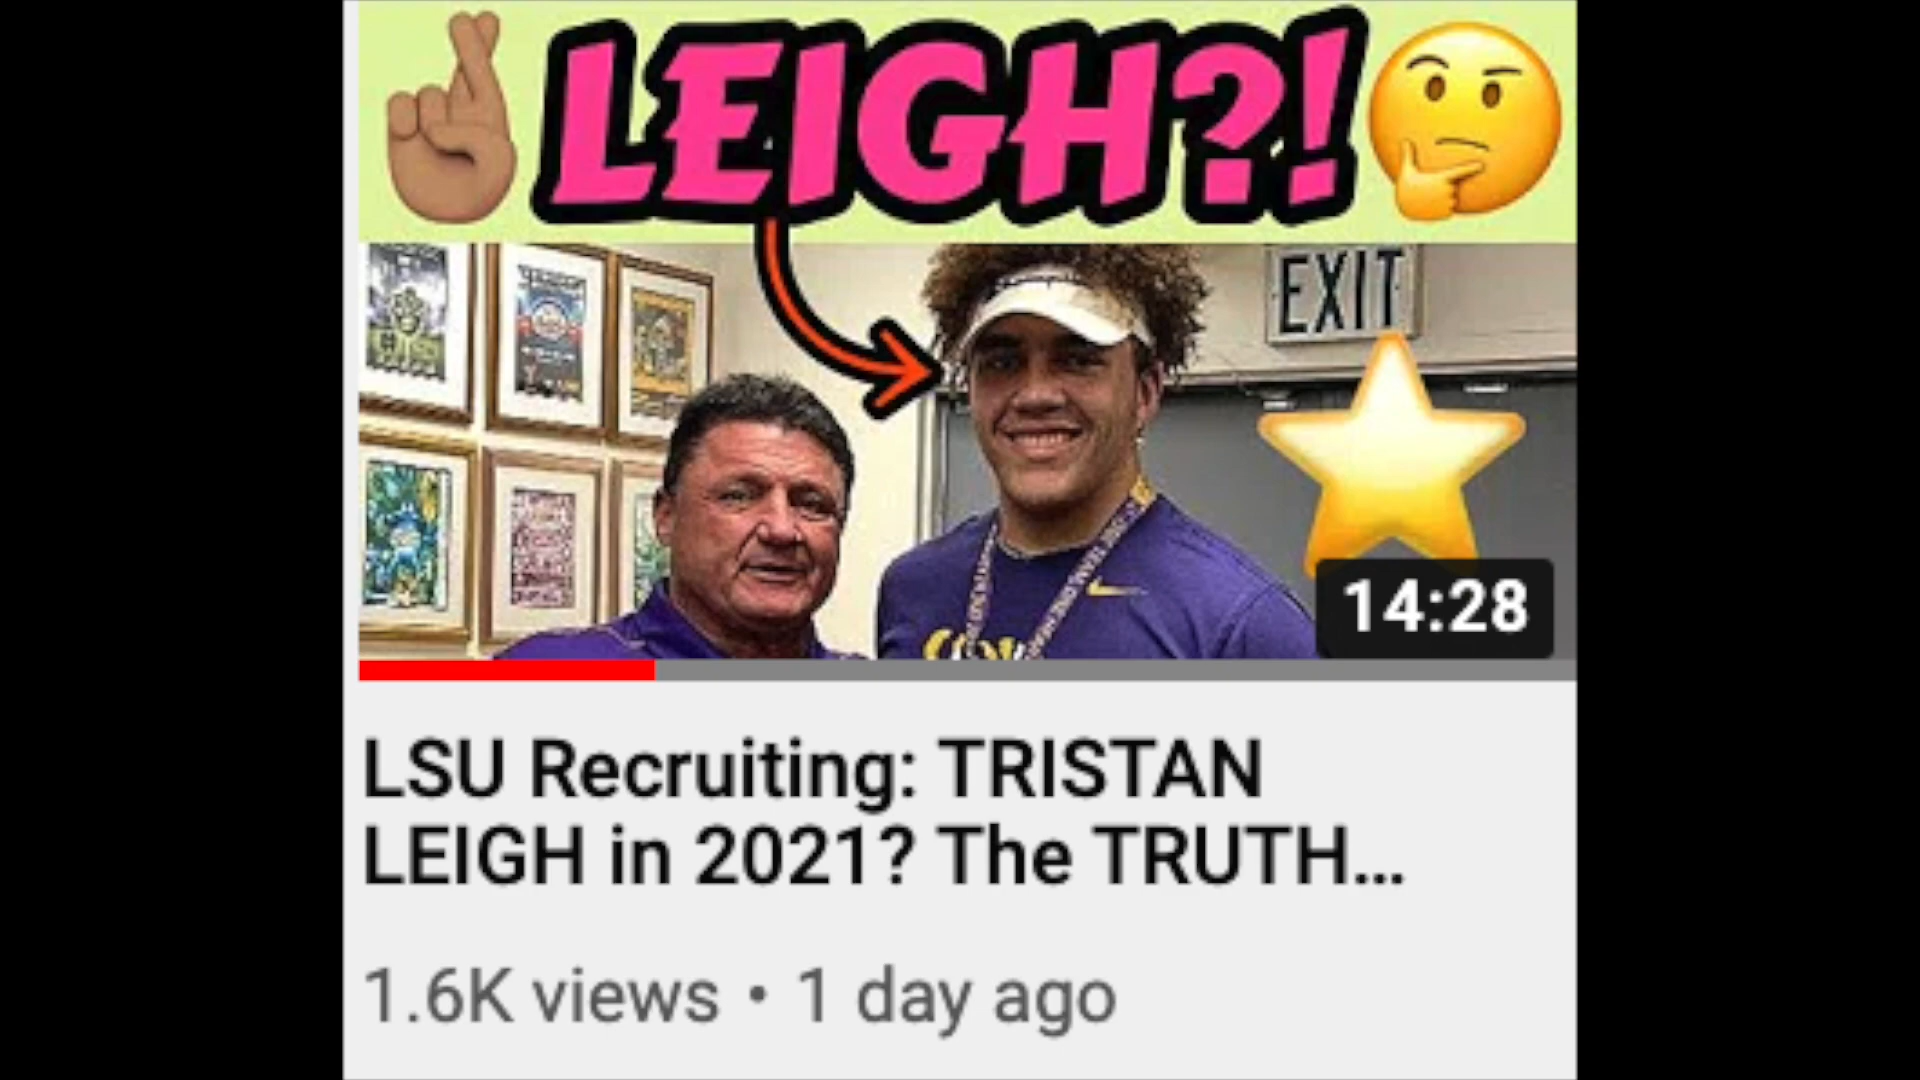 LEIGH?!
EXIT
14:28
LSU Recruiting: TRISTAN
LEIGH in 2021? The TRUTH...
1.6K views • 1 day ago